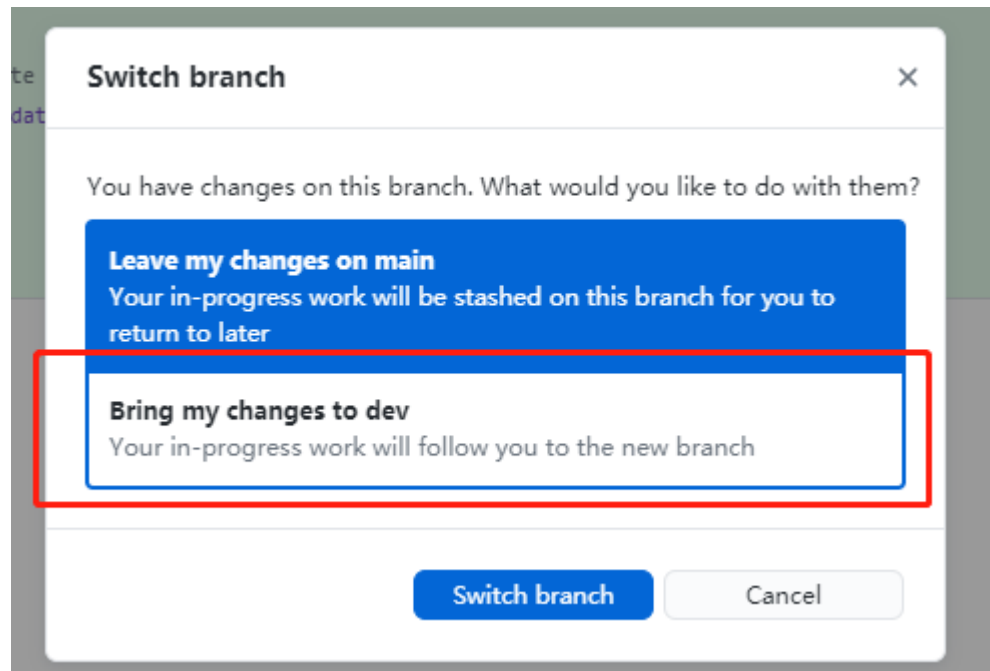 te
Switch branch
dat
You have changes on this branch. What would you like to do with them?
Leave my changes on main
Your in-progress work will be stashed on this branch for you to
return to later
Bring my changes to dev
Your in-progress work will follow you to the new branch
Switch branch
Cancel